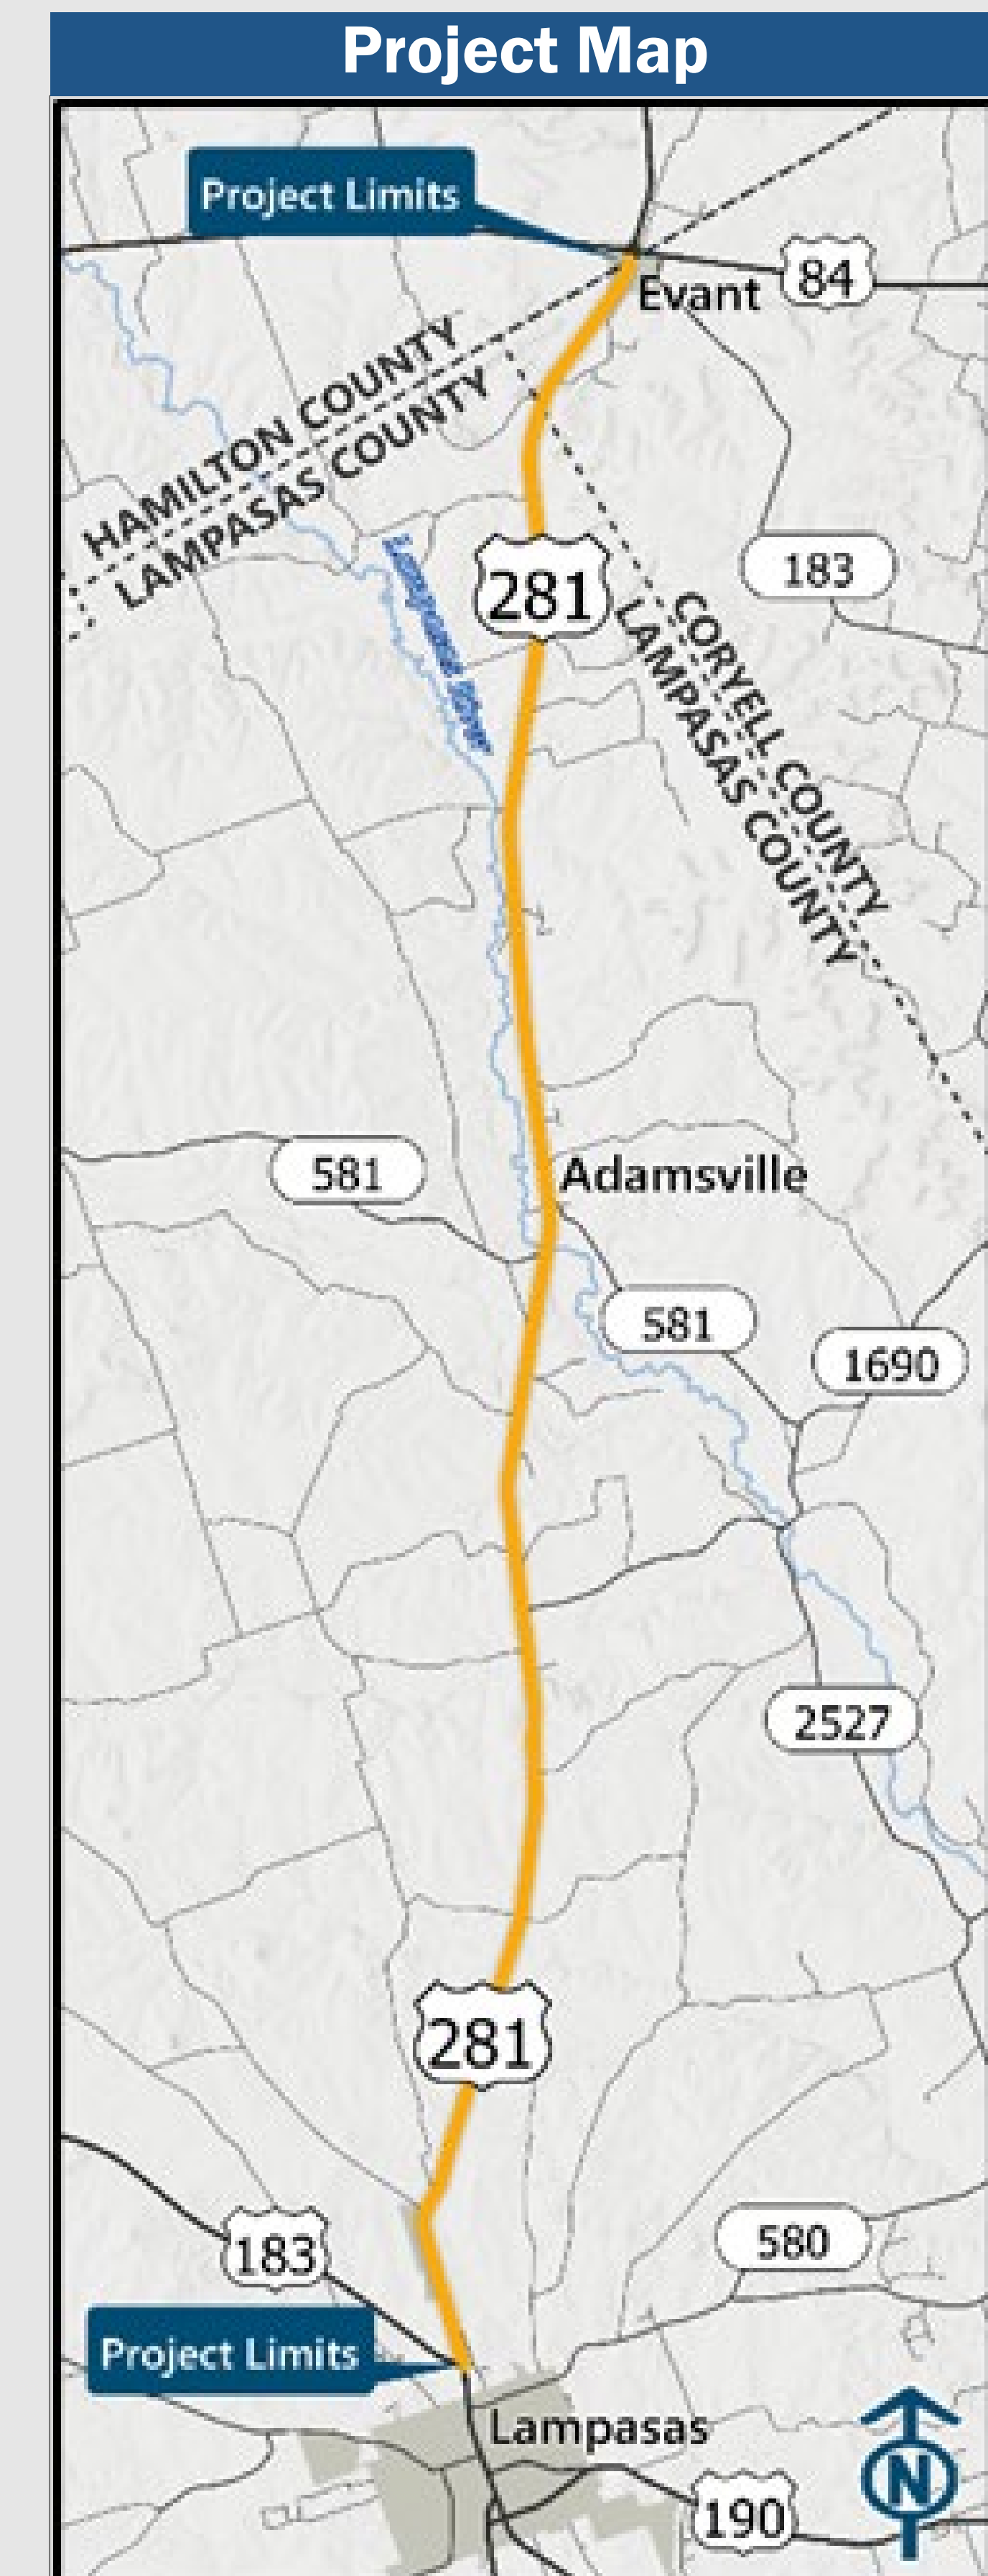 Project Map
Project Limits
84
Evant
HAMILTON COUNTY
LAMPASAS COUNTY
183
281
CORYELL COUNTY
LAMPASAS COUNTY
581
Adamsville
581
1690
2527
281
183
580
Project Limits
Lampasas
N
190